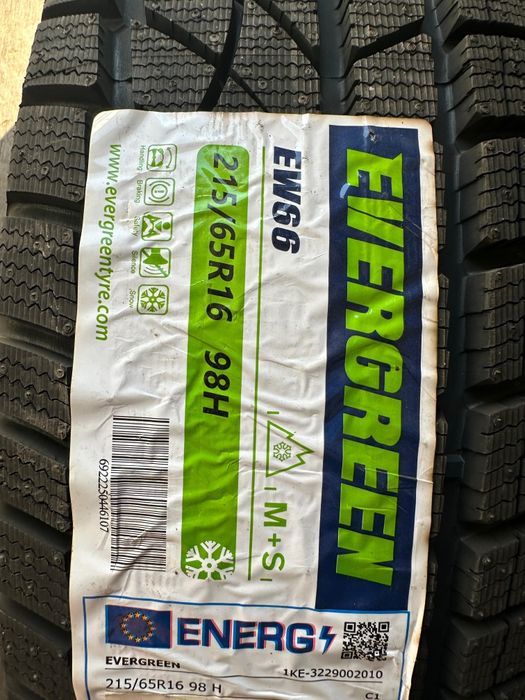 EVERGREEN
EW66
M+S
215/65R16 98H
Handling
Braking
Safety
Silence
Snow
www.evergreentyre.com
6922250446107
ENERG
EVERGREEN
1KE-3229002010
215/65R16 98 H
C1